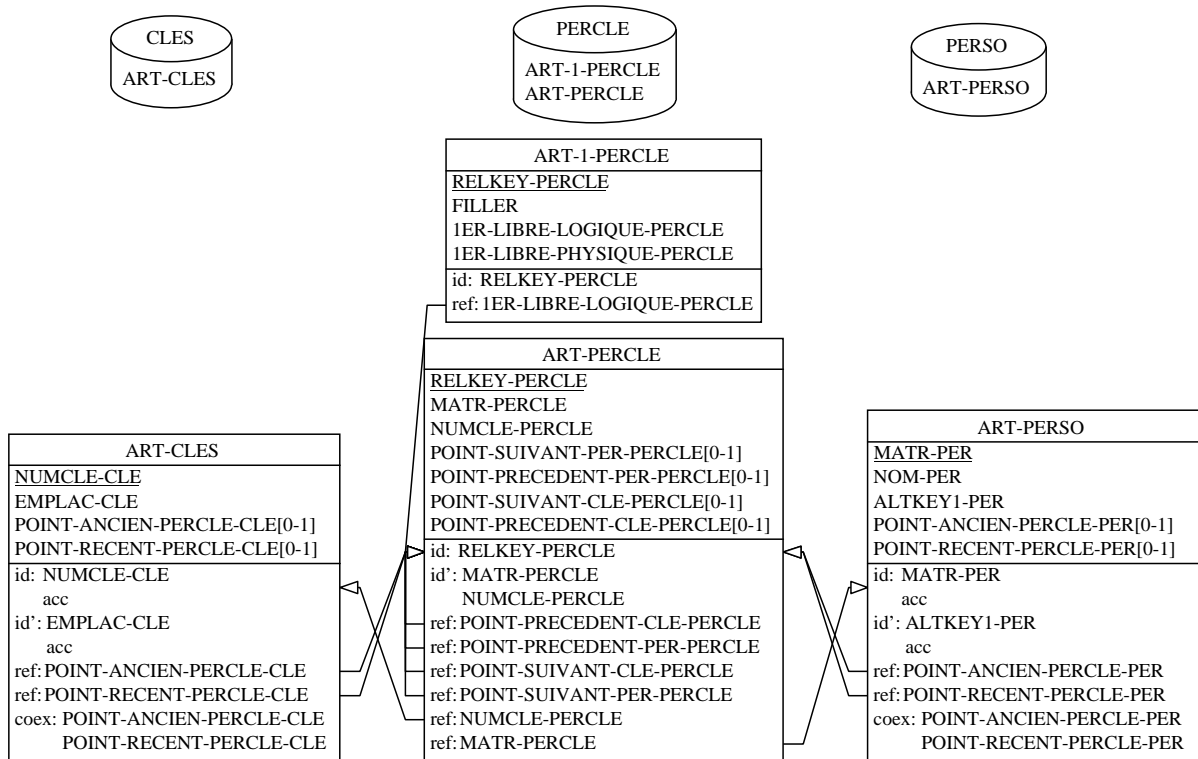 CLES
ART-CLES
PERCLE
ART-1-PERCLE
ART-PERCLE
PERSO
ART-PERSO
ART-1-PERCLE
RELKEY-PERCLE
FILLER
1ER-LIBRE-LOGIQUE-PERCLE
1ER-LIBRE-PHYSIQUE-PERCLE
id: RELKEY-PERCLE
ref: 1ER-LIBRE-LOGIQUE-PERCLE
ART-CLES
NUMCLE-CLE
EMPLAC-CLE
POINT-ANCIEN-PERCLE-CLE[0-1]
POINT-RECENT-PERCLE-CLE[0-1]
id: NUMCLE-CLE
acc
id’: EMPLAC-CLE
acc
ref: POINT-ANCIEN-PERCLE-CLE
ref: POINT-RECENT-PERCLE-CLE
coex: POINT-ANCIEN-PERCLE-CLE
POINT-RECENT-PERCLE-CLE
ART-PERCLE
RELKEY-PERCLE
MATR-PERCLE
NUMCLE-PERCLE
POINT-SUIVANT-PER-PERCLE[0-1]
POINT-PRECEDENT-PER-PERCLE[0-1]
POINT-SUIVANT-CLE-PERCLE[0-1]
POINT-PRECEDENT-CLE-PERCLE[0-1]
id: RELKEY-PERCLE
id’: MATR-PERCLE
NUMCLE-PERCLE
ref: POINT-PRECEDENT-CLE-PERCLE
ref: POINT-PRECEDENT-PER-PERCLE
ref: POINT-SUIVANT-CLE-PERCLE
ref: POINT-SUIVANT-PER-PERCLE
ref: NUMCLE-PERCLE
ref: MATR-PERCLE
ART-PERSO
MATR-PER
NOM-PER
ALTKEY1-PER
POINT-ANCIEN-PERCLE-PER[0-1]
POINT-RECENT-PERCLE-PER[0-1]
id: MATR-PER
acc
id’: ALTKEY1-PER
acc
ref: POINT-ANCIEN-PERCLE-PER
ref: POINT-RECENT-PERCLE-PER
coex: POINT-ANCIEN-PERCLE-PER
POINT-RECENT-PERCLE-PER